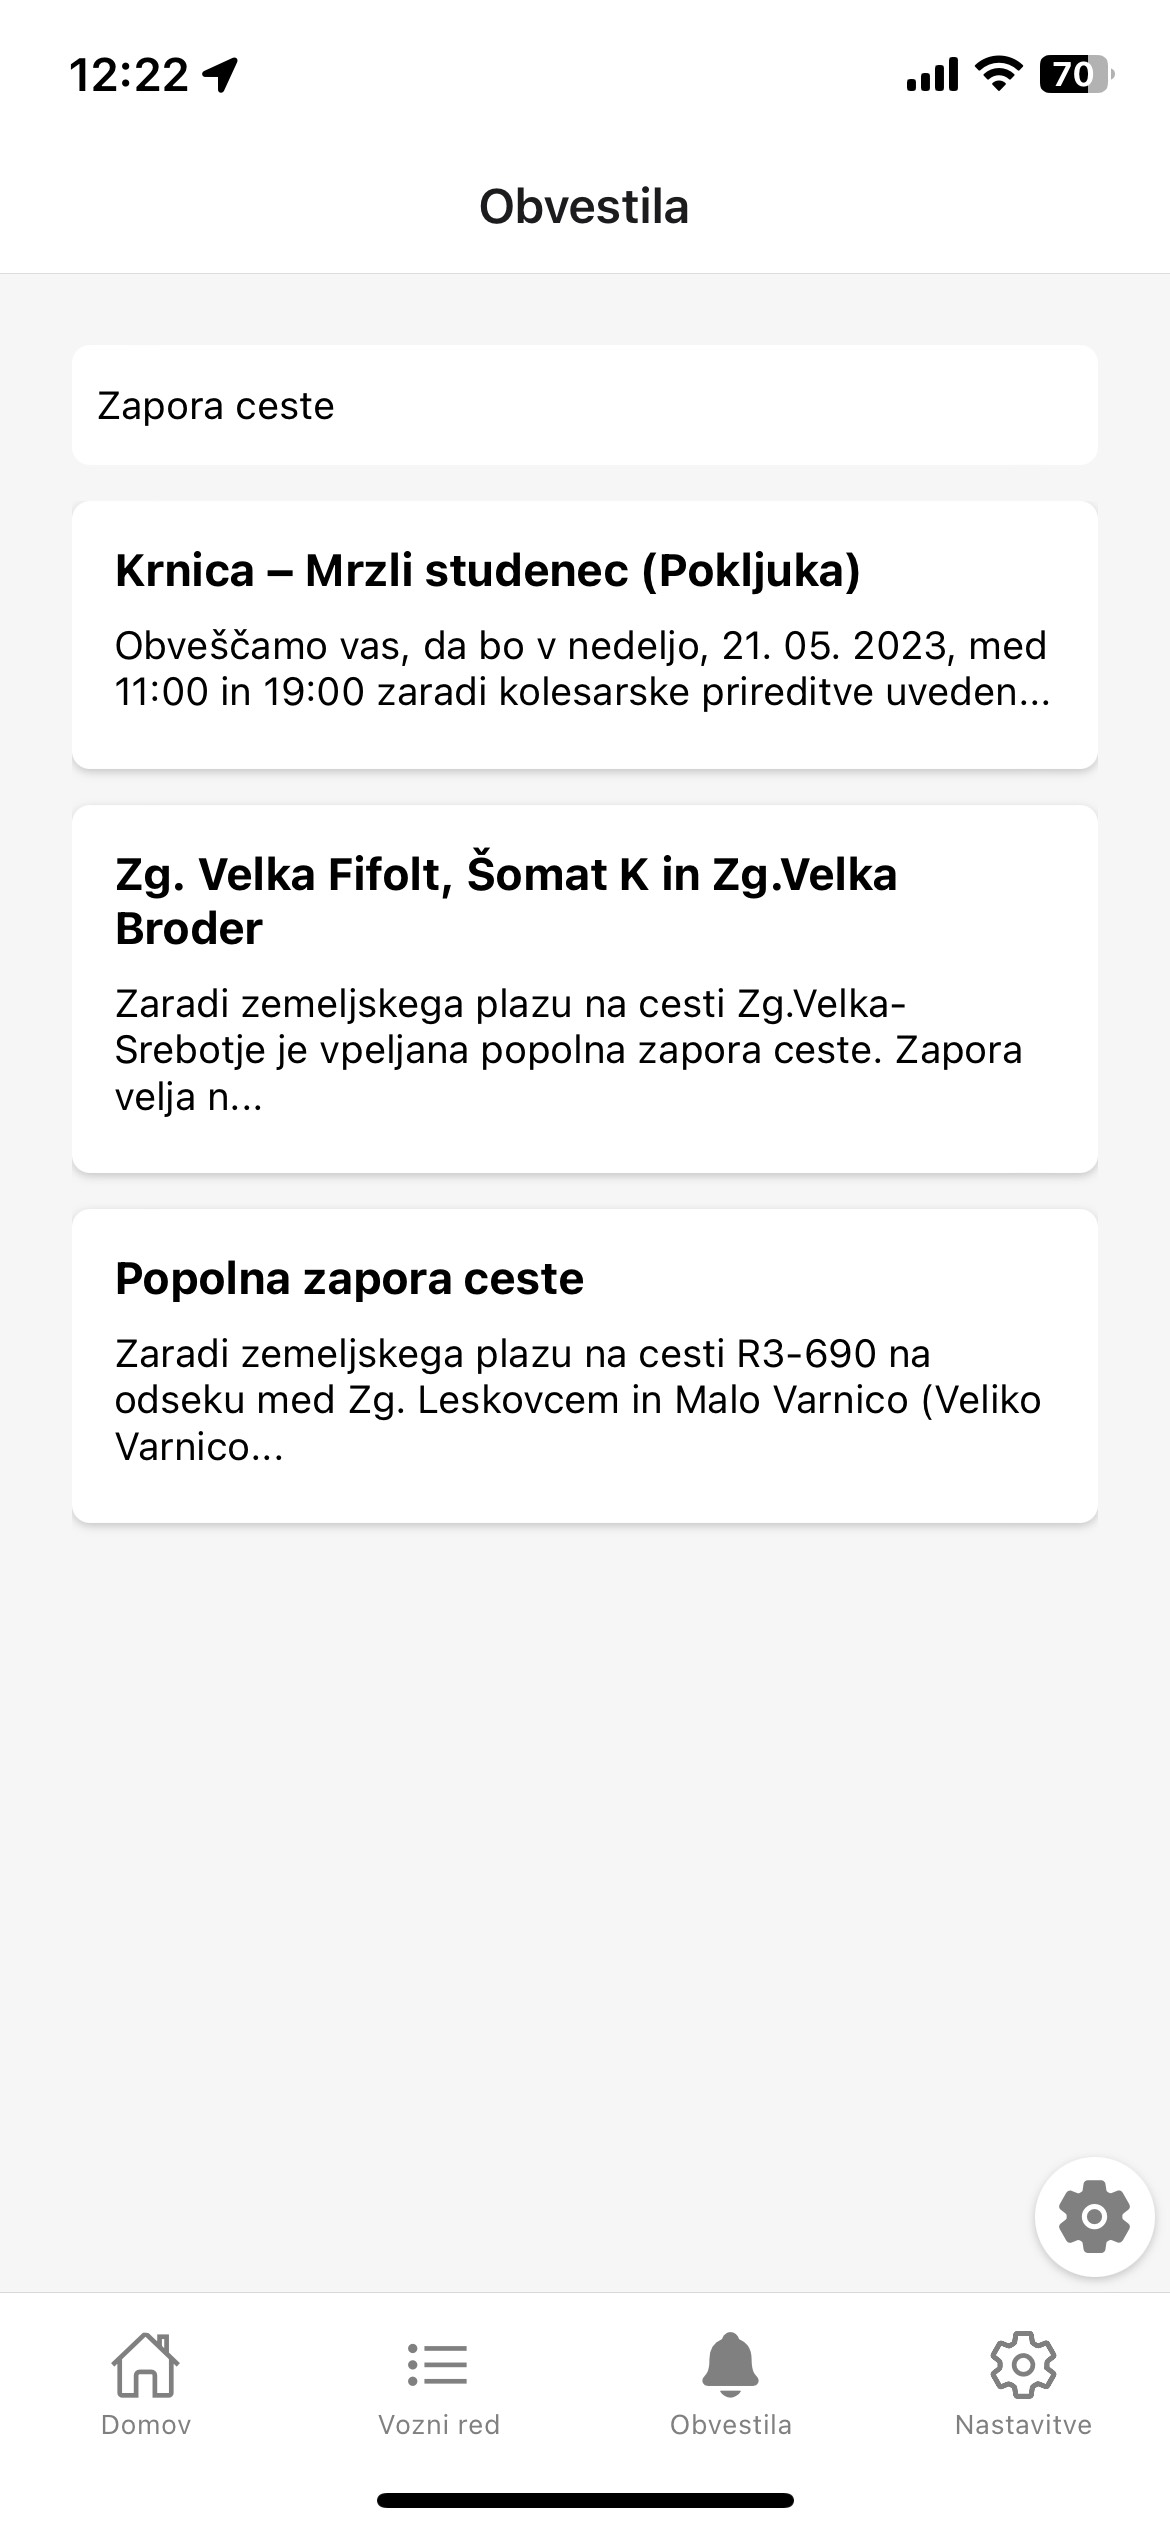 12:22
70
Obvestila
Zapora ceste
Krnica – Mrzli studenec (Pokljuka)
Obveščamo vas, da bo v nedeljo, 21. 05. 2023, med
11:00 in 19:00 zaradi kolesarske prireditve uveden...
Zg. Velka Fifolt, Šomat K in Zg.Velka
Broder
Zaradi zemeljskega plazu na cesti Zg.Velka-
Srebotje je vpeljana popolna zapora ceste. Zapora
velja n...
Popolna zapora ceste
Zaradi zemeljskega plazu na cesti R3-690 na
odseku med Zg. Leskovcem in Malo Varnico (Veliko
Varnico...
Domov
Vozni red
Obvestila
Nastavitve